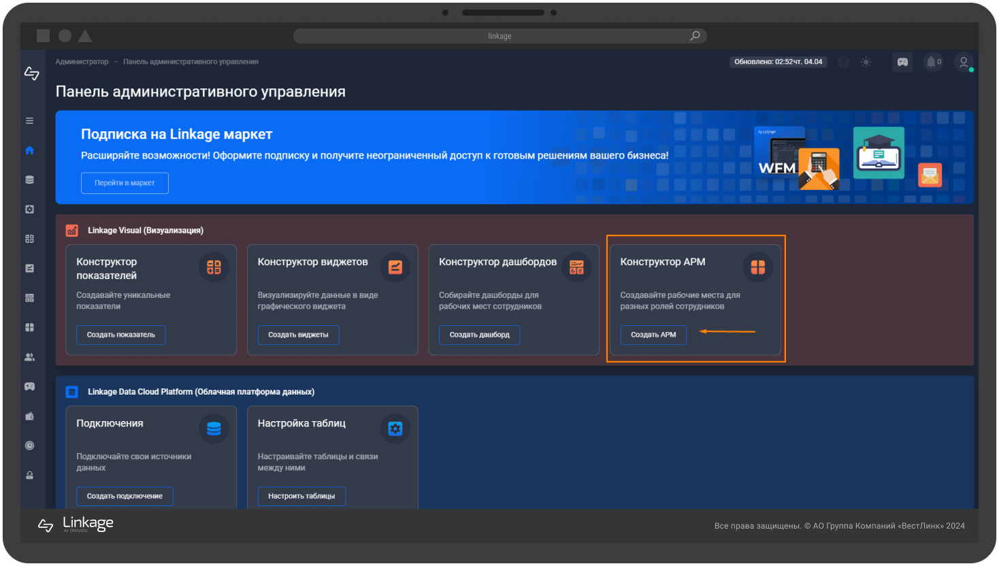 linkage
Администратор – Панель административного управления
Обновлено: 02:52чт. 04.04
0
Панель административного управления
Подписка на Linkage маркет
Расширяйте возможности! Оформите подписку и получите неограниченный доступ к готовым решениям вашего бизнеса!
Перейти в маркет
Linkage
WFM
Linkage Visual (Визуализация)
Конструктор
показателей
Создавайте уникальные
показатели
Создать показатель
Конструктор виджетов
Визуализируйте данные в виде
графического виджета
Создать виджеты
Конструктор дашбордов
Собирайте дашборды для
рабочих мест сотрудников
Создать дашборд
Конструктор АРМ
Создавайте рабочие места для
разных ролей сотрудников
Создать АРМ
Linkage Data Cloud Platform (Облачная платформа данных)
Подключения
Подключайте свои источники
данных
Создать подключение
Настройка таблиц
Настраивайте таблицы и связи
между ними
Настроить таблицы
Linkage
AI DRIVEN
Все права защищены. © АО Группа Компаний «ВестЛинк» 2024